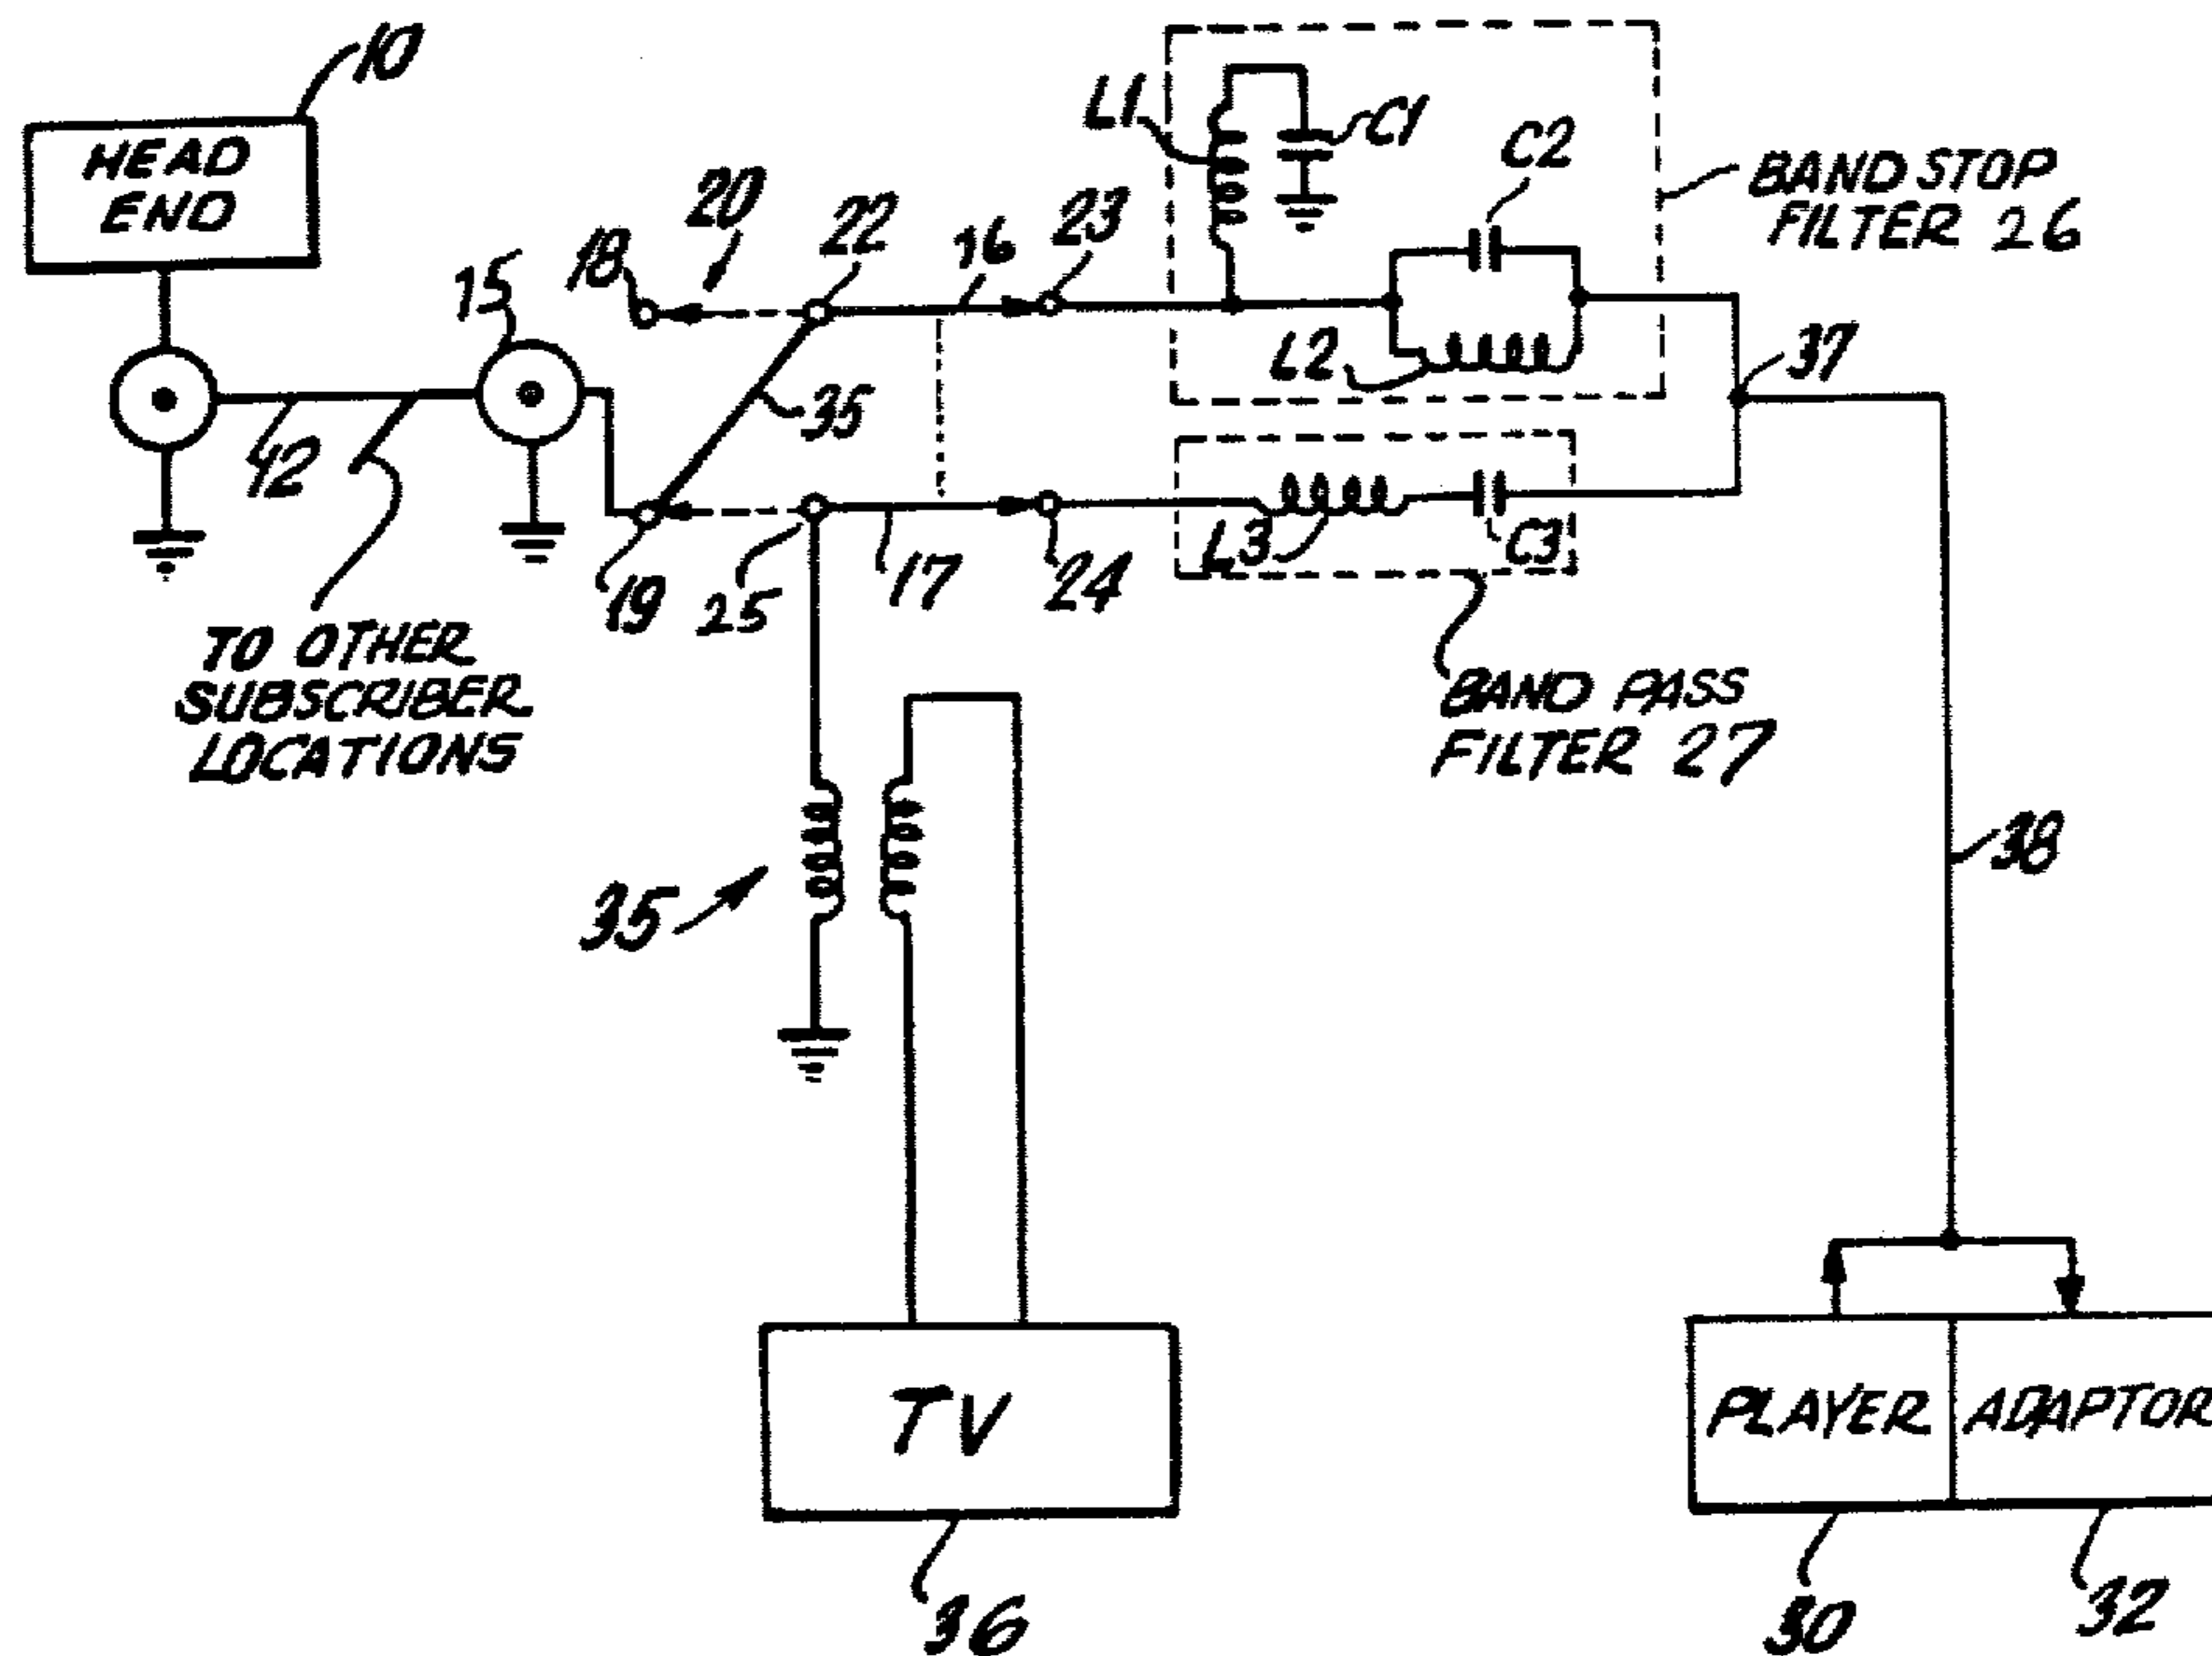 10
HEAD
END
15
18
20
22
16
23
L1
C1
C2
BAND STOP
FILTER 26
L2
37
42
35
19
25
17
24
L3
C3
TO OTHER
SUBSCRIBER
LOCATIONS
BAND PASS
FILTER 27
38
35
TV
PLAYER
ADAPTOR
36
30
32